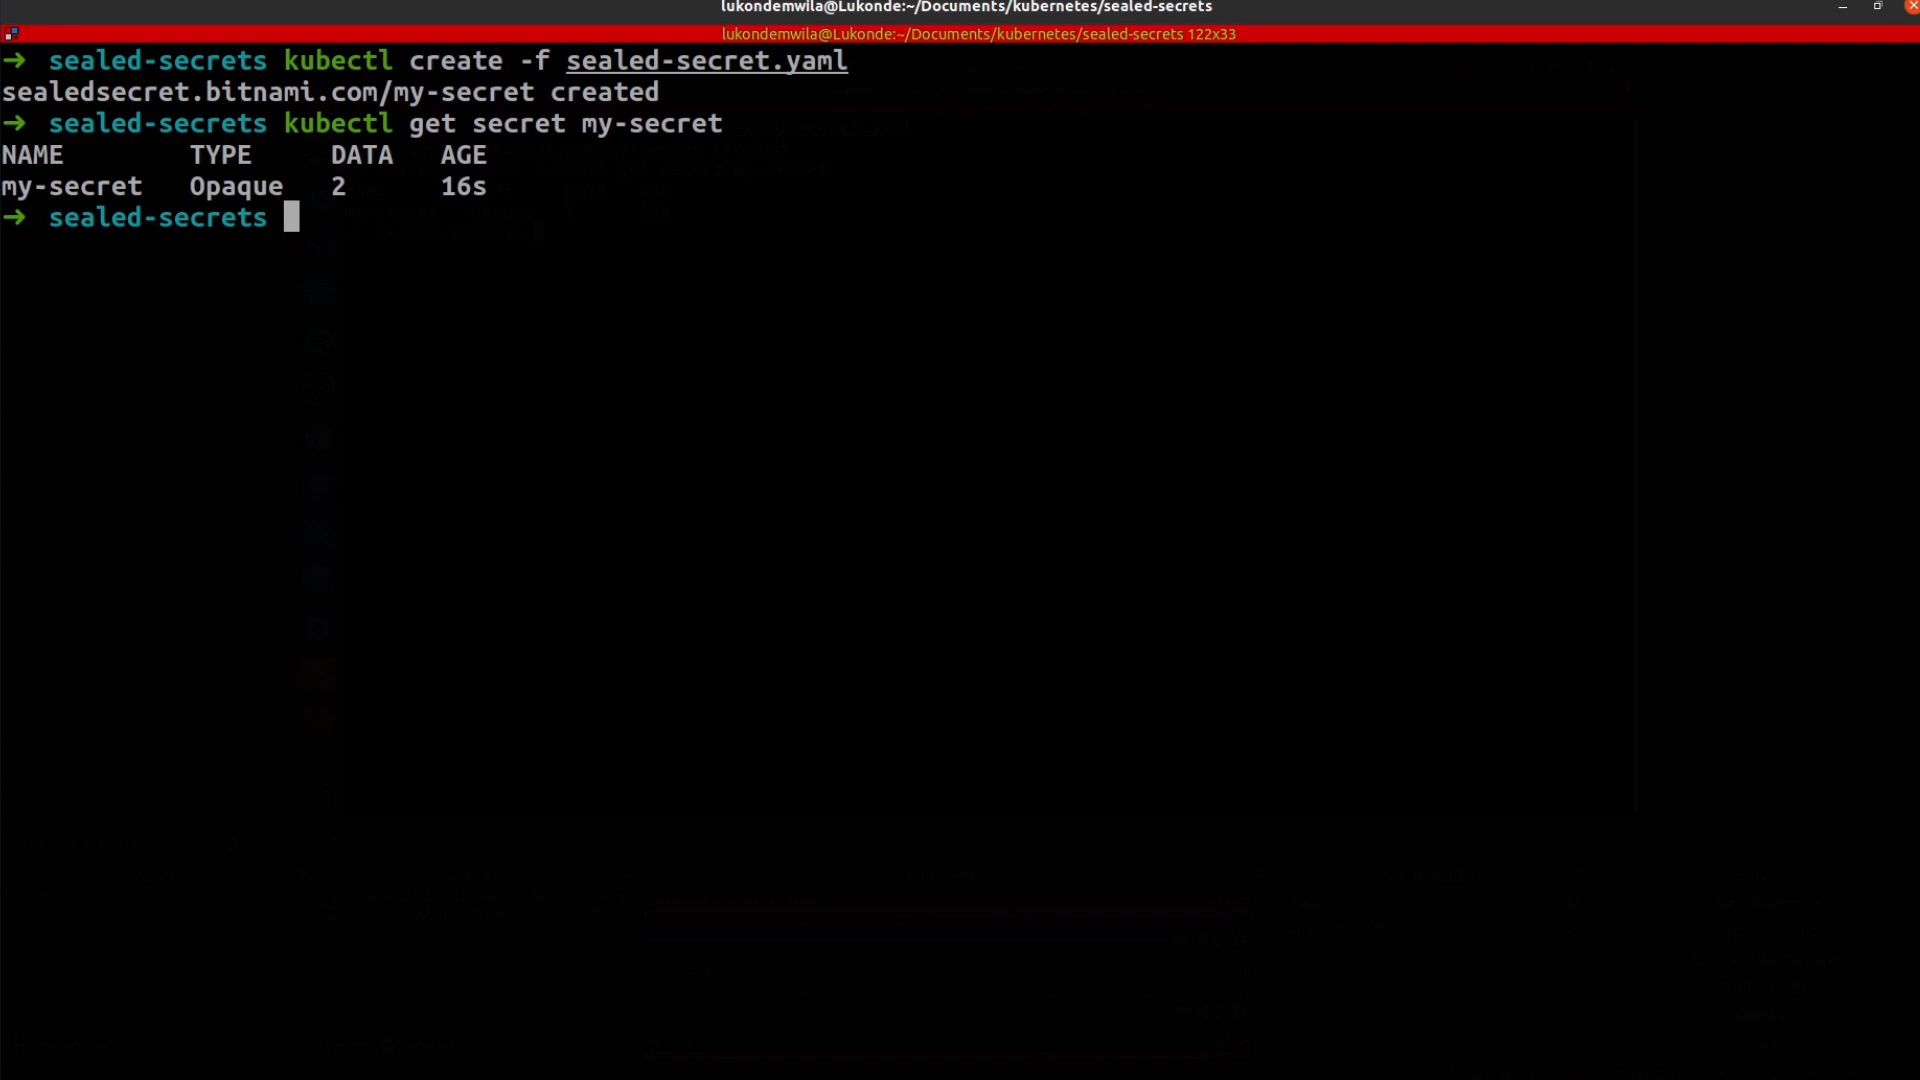 lukondemwila@Lukonde:~/Documents/kubernetes/sealed-secrets
lukondemwila@Lukonde:~/Documents/kubernetes/sealed-secrets 122x33
➜ sealed-secrets kubectl create -f sealed-secret.yaml
sealedsecret.bitnami.com/my-secret created
➜ sealed-secrets kubectl get secret my-secret
NAME TYPE DATA AGE
my-secret Opaque 2 16s
➜ sealed-secrets